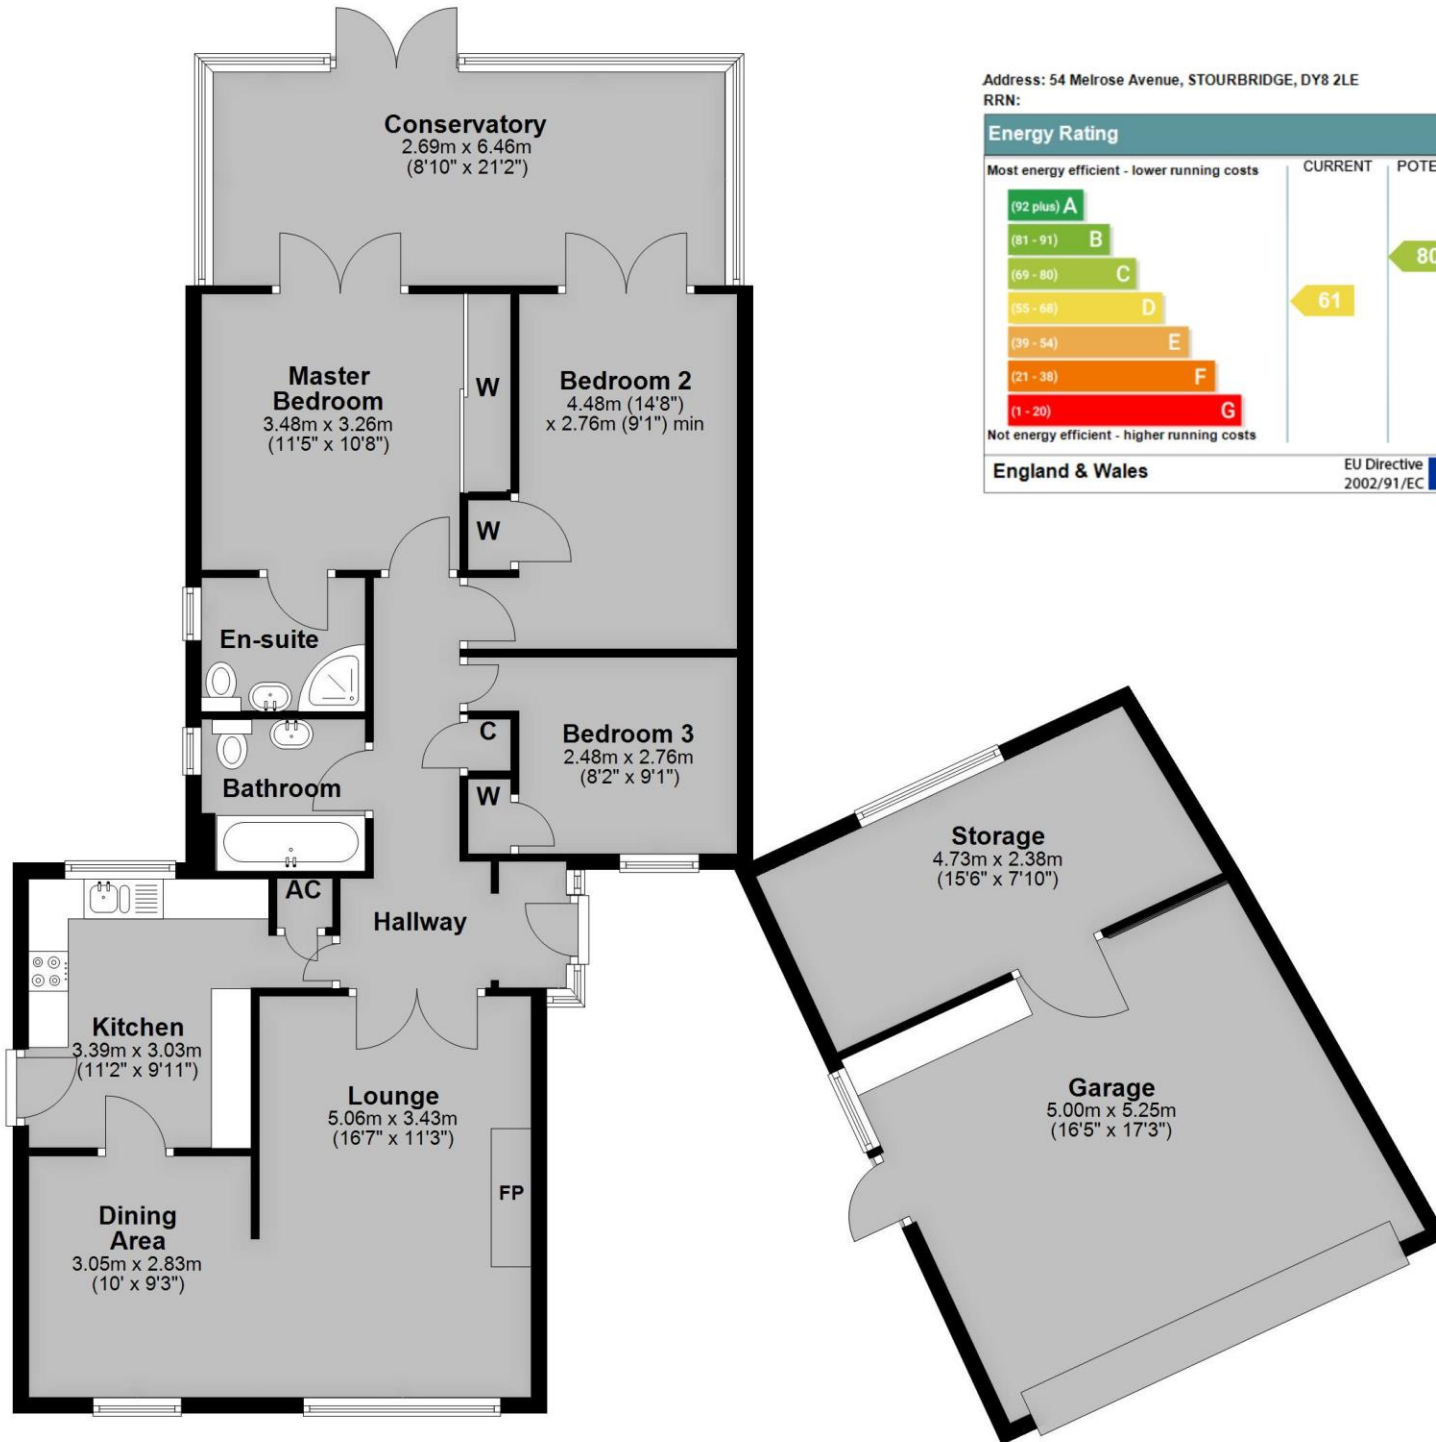 Conservatory
2.69m x 6.46m
(8'10" x 21'2")
Address: 54 Melrose Avenue, STOURBRIDGE, DY8 2LE
RRN:
Energy Rating
Most energy efficient - lower running costs
CURRENT
POTE
(92 plus) A
(81 - 91) B
(69 - 80) C
(55 - 68) D
(39 - 54) E
(21 - 38) F
(1 - 20) G
61
80
Not energy efficient - higher running costs
England & Wales
EU Directive
2002/91/EC
Master
Bedroom
3.48m x 3.26m
(11'5" x 10'8")
W
W
Bedroom 2
4.48m (14'8")
x 2.76m (9'1") min
En-suite
Bathroom
C
W
Bedroom 3
2.48m x 2.76m
(8'2" x 9'1")
AC
Hallway
Kitchen
3.39m x 3.03m
(11'2" x 9'11")
Lounge
5.06m x 3.43m
(16'7" x 11'3")
FP
Dining
Area
3.05m x 2.83m
(10' x 9'3")
Storage
4.73m x 2.38m
(15'6" x 7'10")
Garage
5.00m x 5.25m
(16'5" x 17'3")